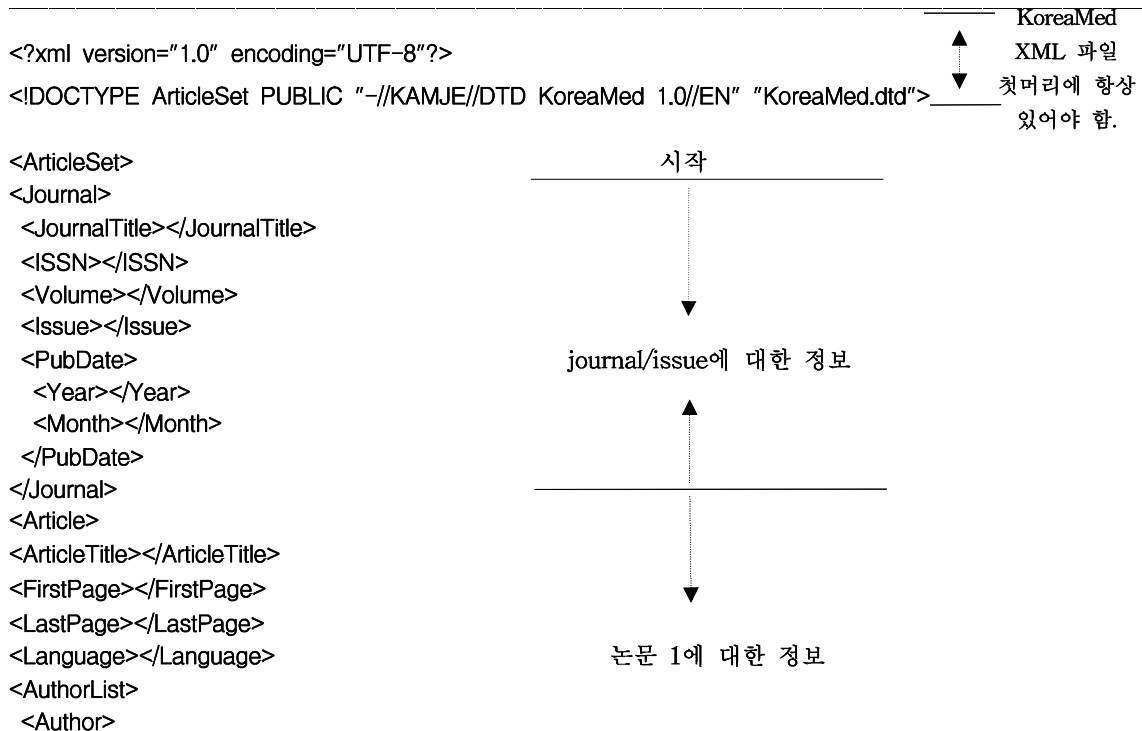 KoreaMed
XML 파일
첫머리에 항상
있어야 함.
<?xml version="1.0" encoding="UTF-8"?>
<!DOCTYPE ArticleSet PUBLIC "-//KAMJE//DTD KoreaMed 1.0//EN" "KoreaMed.dtd">
<ArticleSet>
시작
<Journal>
<JournalTitle></JournalTitle>
<ISSN></ISSN>
<Volume></Volume>
<Issue></Issue>
<PubDate>
journal/issue에 대한 정보
<Year></Year>
<Month></Month>
</PubDate>
</Journal>
<Article>
<ArticleTitle></ArticleTitle>
<FirstPage></FirstPage>
<LastPage></LastPage>
<Language></Language>
논문 1에 대한 정보
<AuthorList>
<Author>